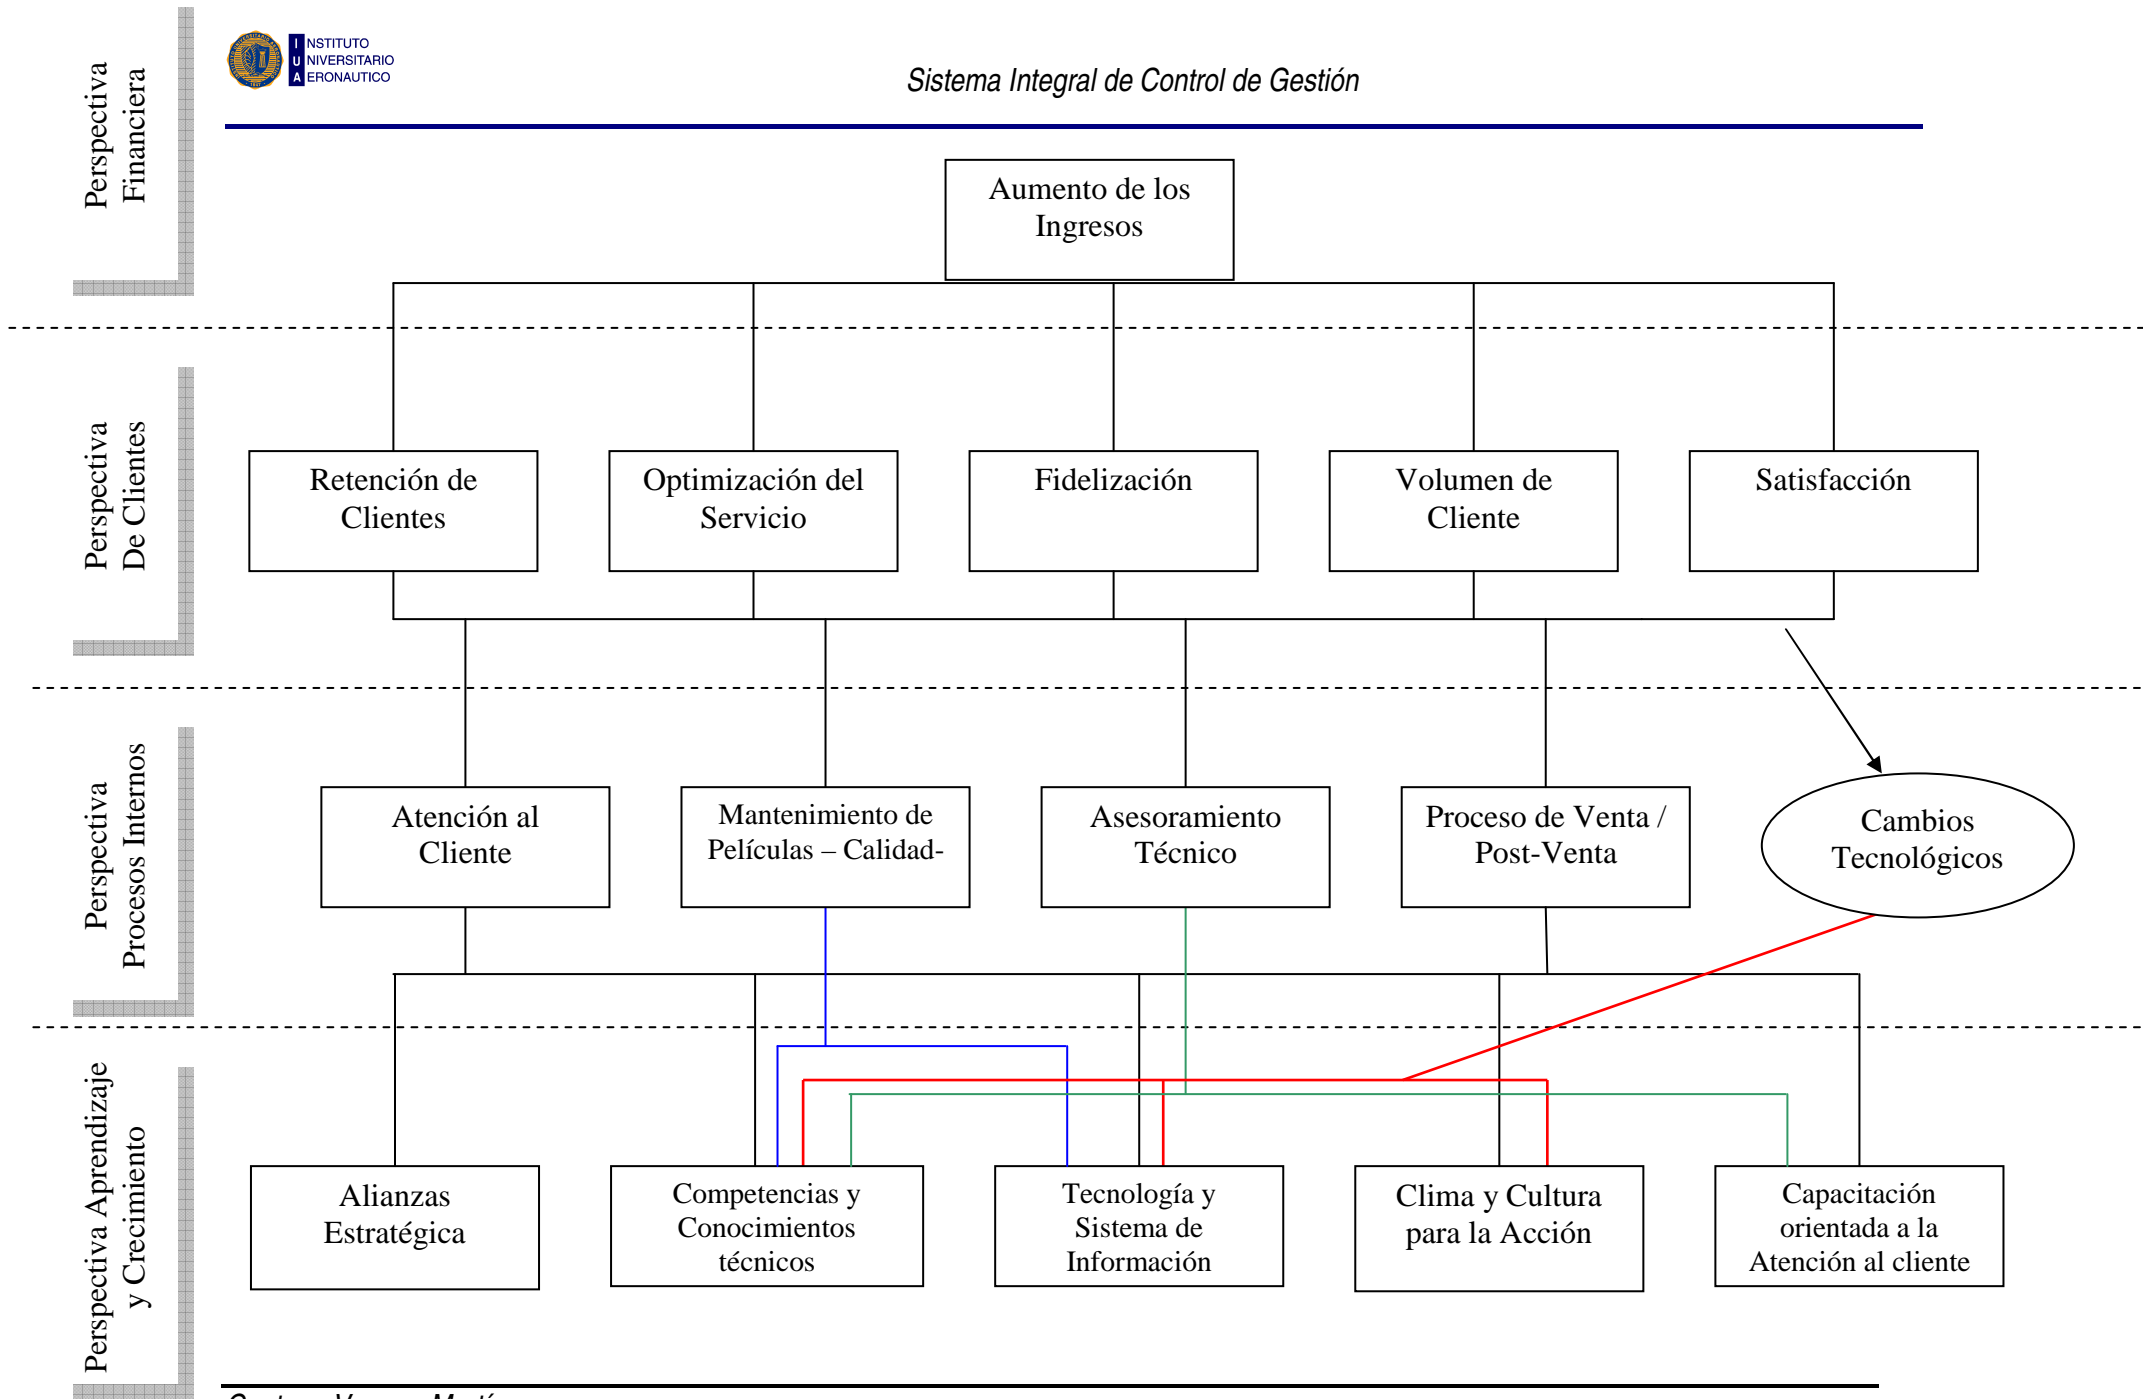 INSTITUTO
UNIVERSITARIO
AERONAUTICO
Sistema Integral de Control de Gestión
Perspectiva
Financiera
Aumento de los
Ingresos
Perspectiva
De Clientes
Retención de
Clientes
Optimización del
Servicio
Fidelización
Volumen de
Cliente
Satisfacción
Perspectiva
Procesos Internos
Atención al
Cliente
Mantenimiento de
Películas – Calidad-
Asesoramiento
Técnico
Proceso de Venta /
Post-Venta
Cambios
Tecnológicos
Perspectiva Aprendizaje
y Crecimiento
Alianzas
Estratégica
Competencias y
Conocimientos
técnicos
Tecnología y
Sistema de
Información
Clima y Cultura
para la Acción
Capacitación
orientada a la
Atención al cliente